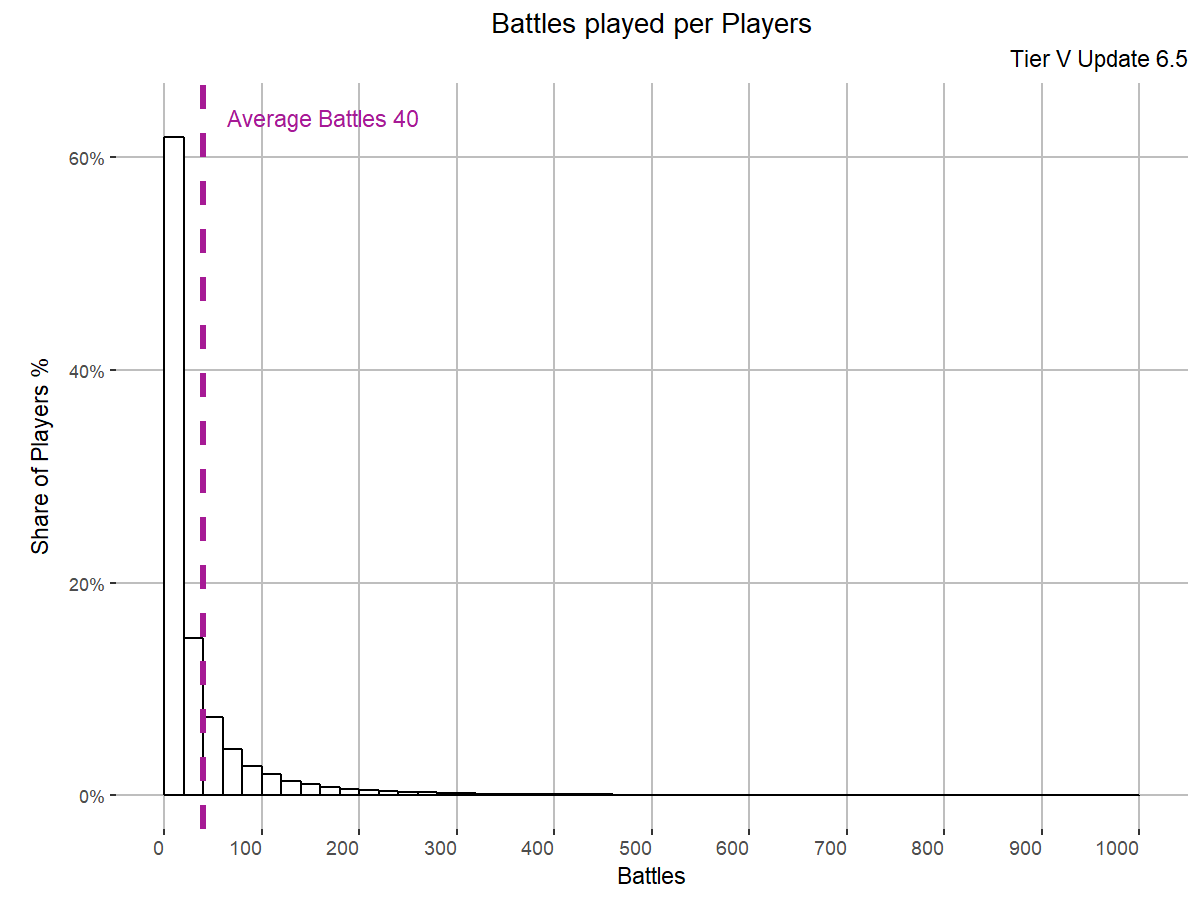 Battles played per Players
Tier V Update 6.5
Average Battles 40
60%
40%
20%
0%
Share of Players %
0 100 200 300 400 500 600 700 800 900 1000
Battles